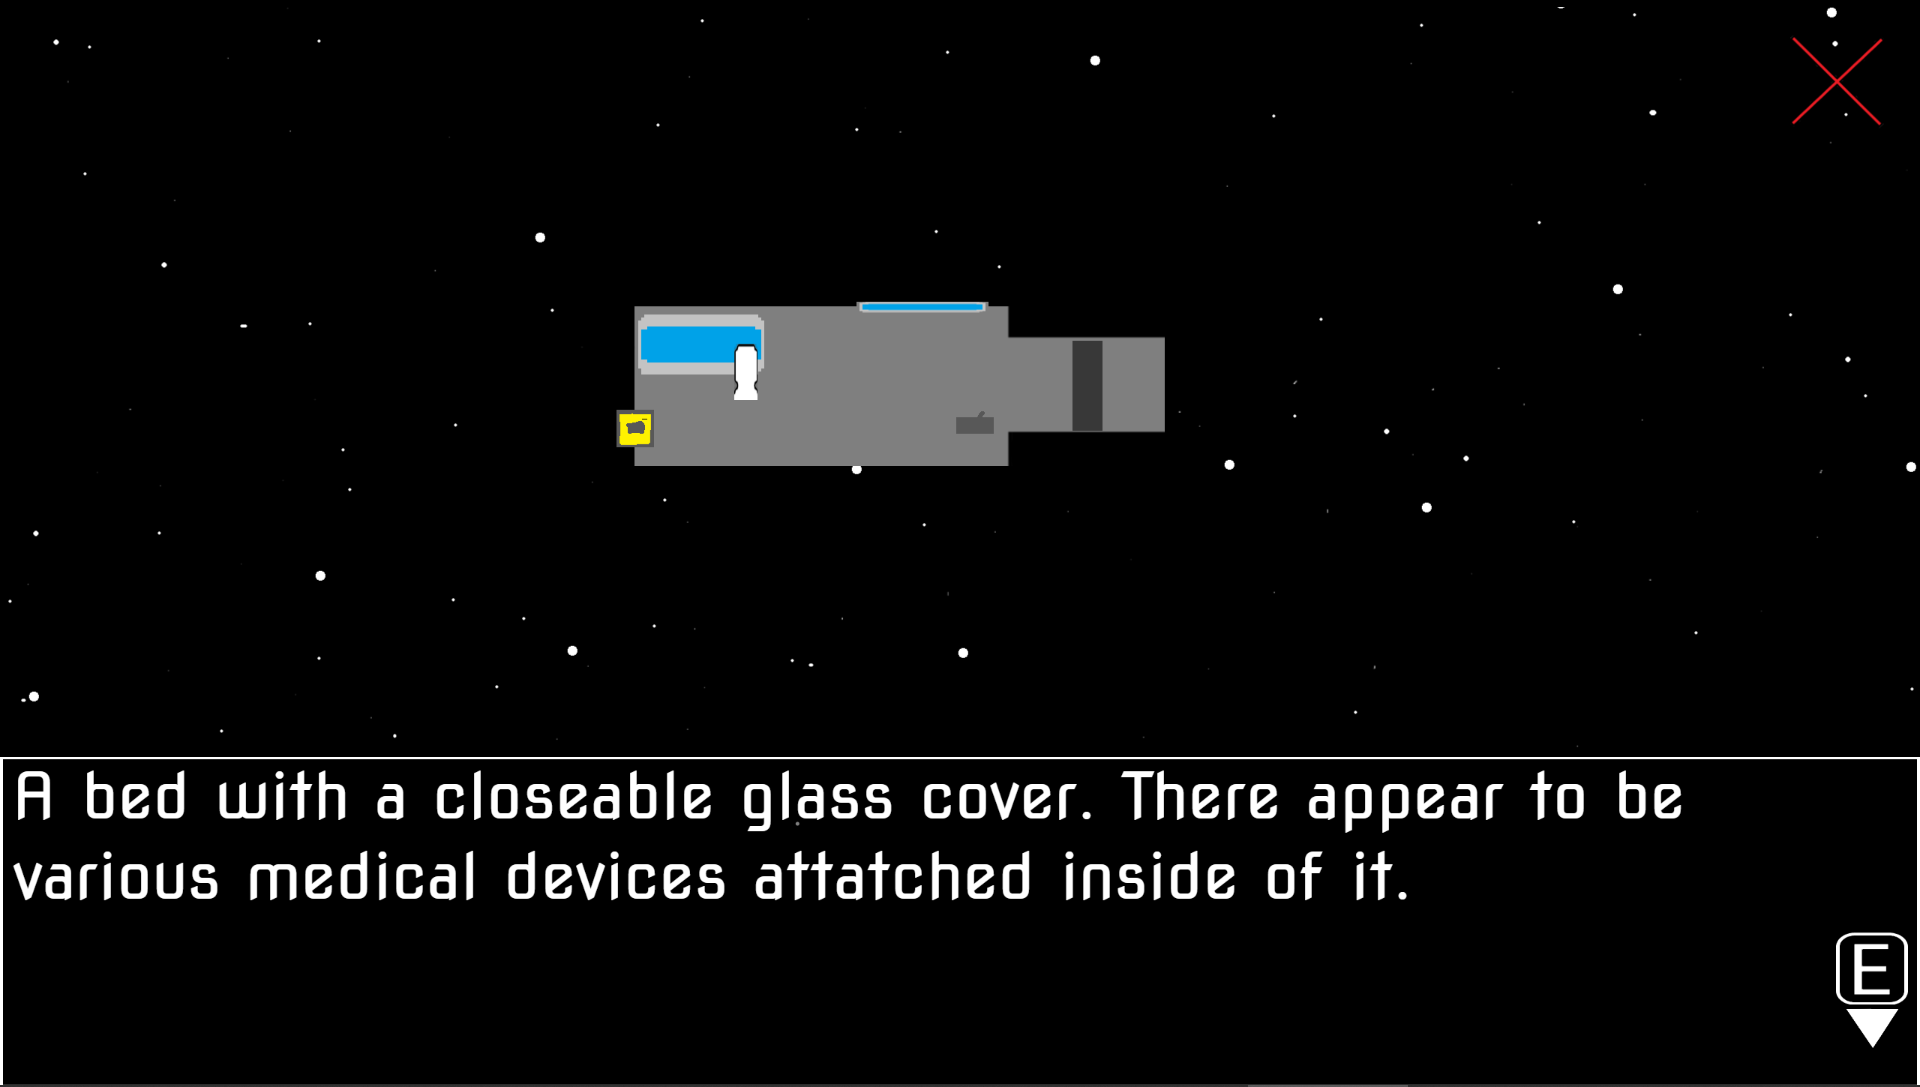 A bed with a closeable glass cover. There appear to be
various medical devices attatched inside of it.
E